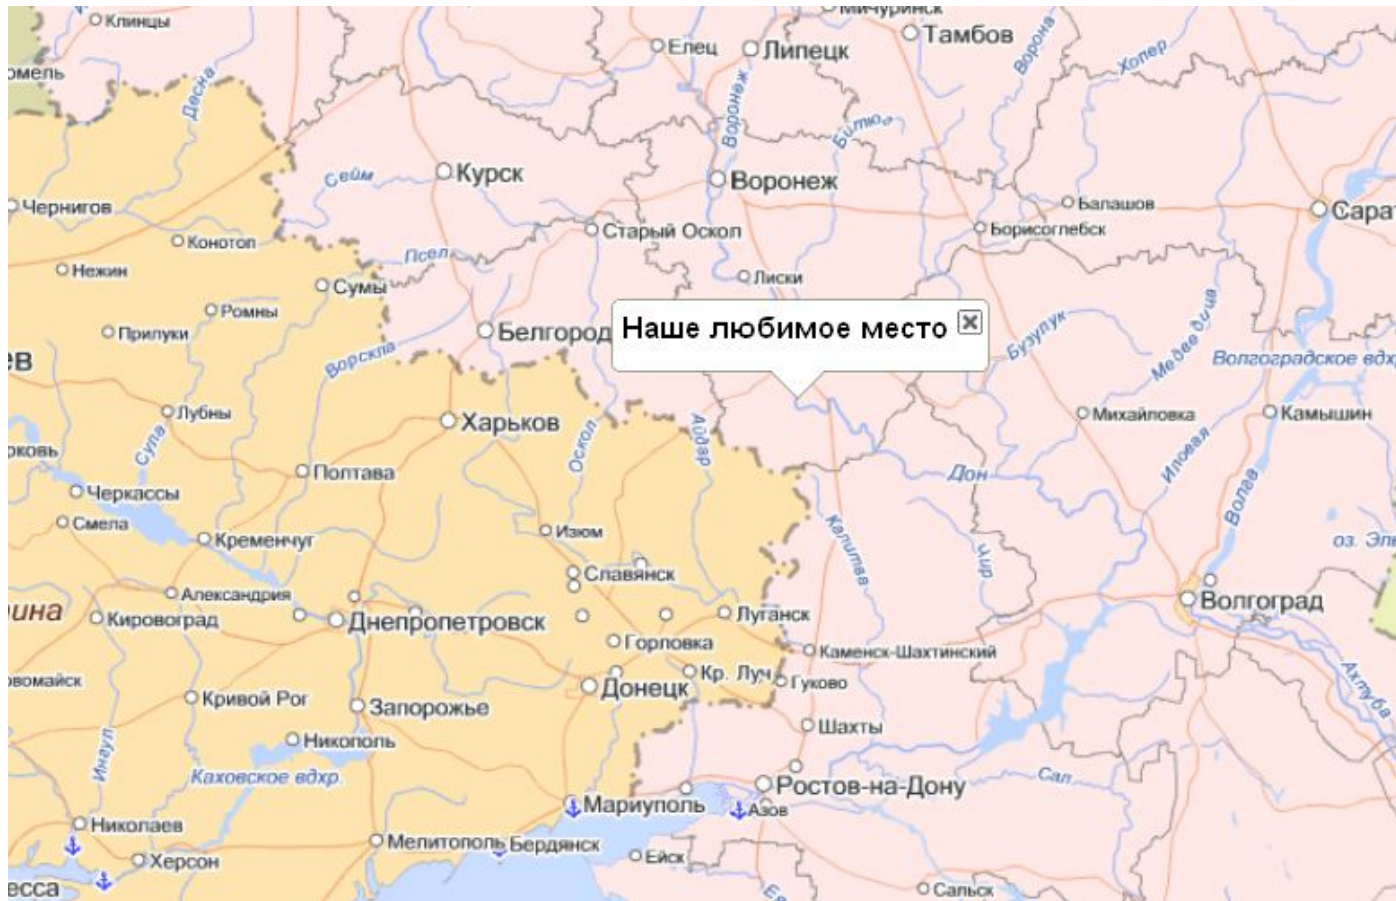 Клинцы
Мичуринск
Елец
Липецк
Тамбов
Ворона
Хопер
омель
Десна
Воронеж
Битюг
Сейм
Курск
Воронеж
Чернигов
Балашов
Сарат
Конотоп
Старый Оскол
Борисоглебск
Псел
Нежин
Сумы
Лиски
Ромны
Прилуки
Белгород
Наше любимое место
Бузулук
Медведица
ев
Ворскла
Волгоградское вдхр
Лубны
Харьков
Михайловка
Камышин
Сула
Оскол
Айдар
Иловая
рковь
Полтава
Дон
Волга
Черкассы
Смела
Кременчуг
Изюм
Калитва
Чир
оз. Эль
Славянск
Александрия
Волгоград
ина
Кировоград
Днепропетровск
Луганск
Горловка
Каменск-Шахтинский
Кр. Луч
Гуково
Ахтуба
овомайск
Кривой Рог
Донецк
Запорожье
Шахты
Никополь
Ингул
Каховское вдхр.
Ростов-на-Дону
Сал
Мариуполь
Азов
Николаев
Мелитополь
Бердянск
Херсон
Ейск
есса
Сальск